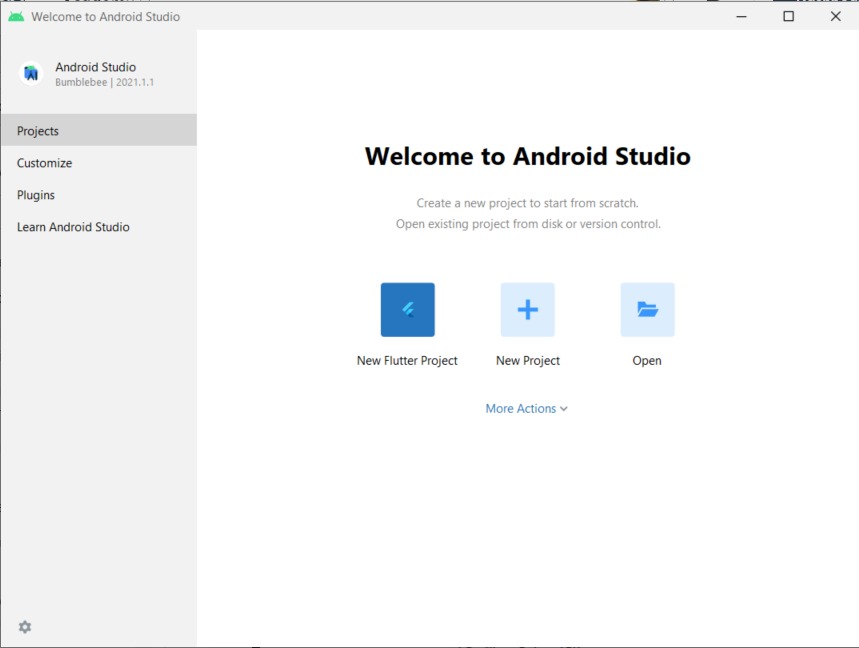 Welcome to Android Studio
Android Studio
Bumblebee | 2021.1.1
Projects
Customize
Plugins
Learn Android Studio
Welcome to Android Studio
Create a new project to start from scratch.
Open existing project from disk or version control.
New Flutter Project
New Project
Open
More Actions